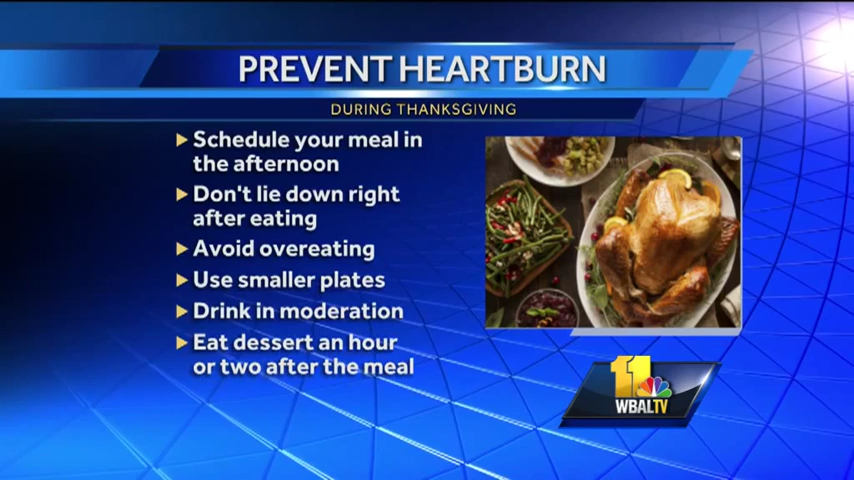 PREVENT HEARTBURN
DURING THANKSGIVING
Schedule your meal in
the afternoon
Don't lie down right
after eating
Avoid overeating
Use smaller plates
Drink in moderation
Eat dessert an hour
or two after the meal
11
WBALTV